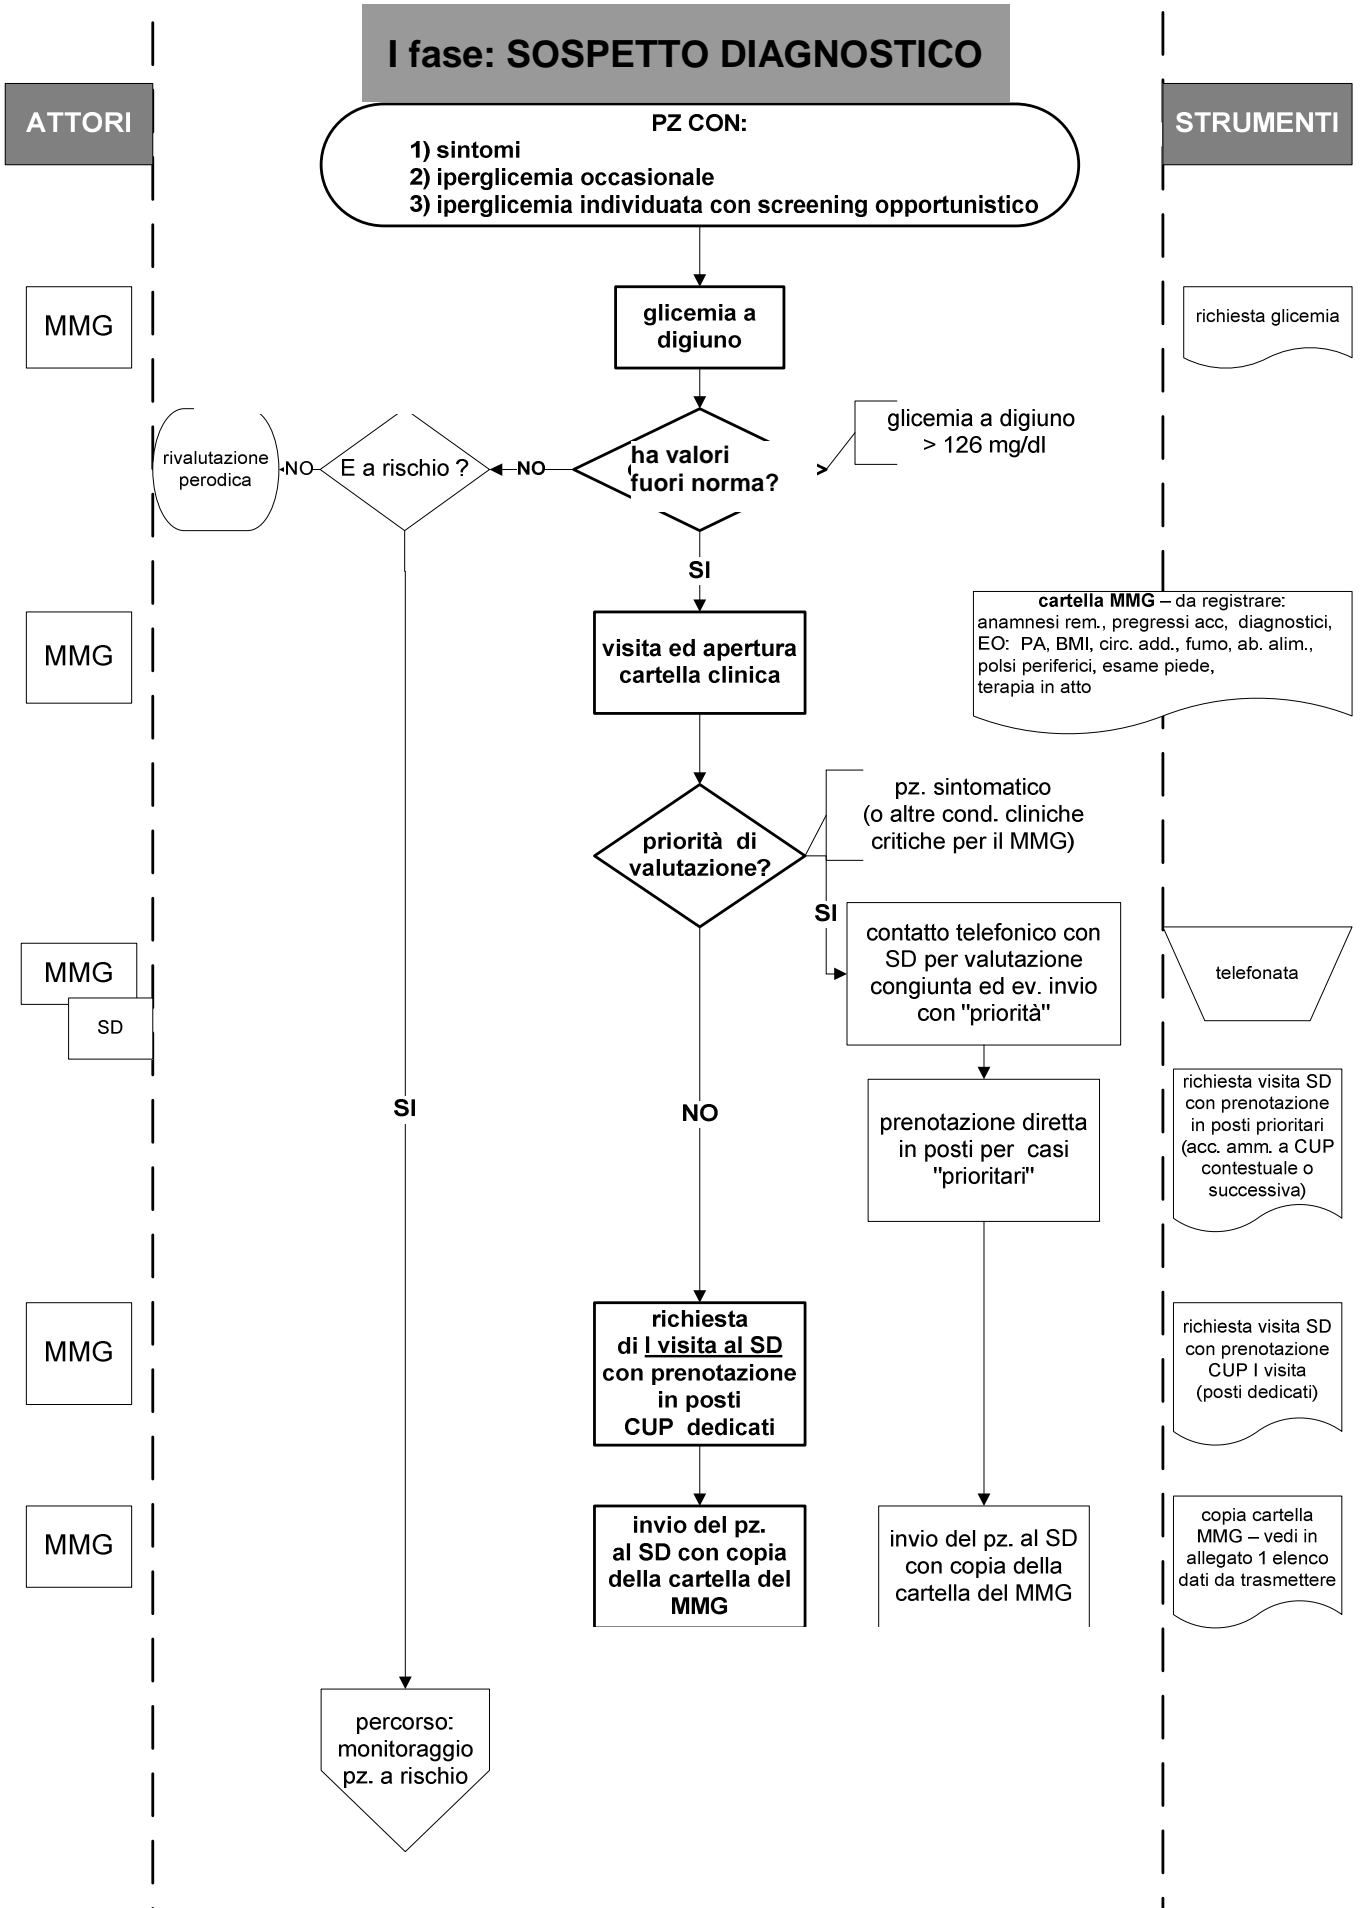 I fase: SOSPETTO DIAGNOSTICO
ATTORI
STRUMENTI
PZ CON:
1) sintomi
2) iperglicemia occasionale
3) iperglicemia individuata con screening opportunistico
MMG
glicemia a
digiuno
richiesta glicemia
rivalutazione
perodica
NO
E a rischio ?
NO
ha valori
fuori norma?
glicemia a digiuno
> 126 mg/dl
SI
MMG
visita ed apertura
cartella clinica
cartella MMG – da registrare:
anamnesi rem., pregressi acc, diagnostici,
EO: PA, BMI, circ. add., fumo, ab. alim.,
polsi periferici, esame piede,
terapia in atto
priorità di
valutazione?
pz. sintomatico
(o altre cond. cliniche
critiche per il MMG)
SI
MMG
SD
contatto telefonico con
SD per valutazione
congiunta ed ev. invio
con "priorità"
telefonata
SI
NO
prenotazione diretta
in posti per casi
"prioritari"
richiesta visita SD
con prenotazione
in posti prioritari
(acc. amm. a CUP
contestuale o
successiva)
MMG
richiesta
di I visita al SD
con prenotazione
in posti
CUP dedicati
richiesta visita SD
con prenotazione
CUP I visita
(posti dedicati)
MMG
invio del pz.
al SD con copia
della cartella del
MMG
invio del pz. al SD
con copia della
cartella del MMG
copia cartella
MMG – vedi in
allegato 1 elenco
dati da trasmettere
percorso:
monitoraggio
pz. a rischio